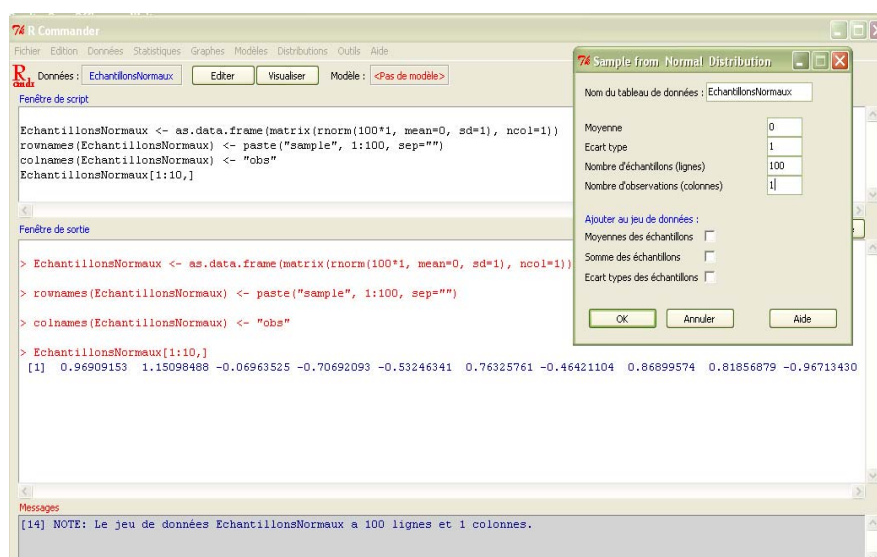 R Commander
Fichier Edition Données Statistiques Graphes Modèles Distributions Outils Aide
R cmdr Données : EchantillonsNormaux Editer Visualiser Modèle : <Pas de modèle>
Fenêtre de script
EchantillonsNormaux <- as.data.frame(matrix(rnorm(100*1, mean=0, sd=1), ncol=1))
rownames(EchantillonsNormaux) <- paste("sample", 1:100, sep="")
colnames(EchantillonsNormaux) <- "obs"
EchantillonsNormaux[1:10,]
Fenêtre de sortie
> EchantillonsNormaux <- as.data.frame(matrix(rnorm(100*1, mean=0, sd=1), ncol=1))
> rownames(EchantillonsNormaux) <- paste("sample", 1:100, sep="")
> colnames(EchantillonsNormaux) <- "obs"
> EchantillonsNormaux[1:10,]
[1] 0.96909153 1.15098488 -0.06963525 -0.70692093 -0.53246341 0.76325761 -0.46421104 0.86899574 0.81856879 -0.96713430
Messages
[14] NOTE: Le jeu de données EchantillonsNormaux a 100 lignes et 1 colonnes.
Sample from Normal Distribution
Nom du tableau de données : EchantillonsNormaux
Moyenne 0
Ecart type 1
Nombre d'échantillons (lignes) 100
Nombre d'observations (colonnes) 1
Ajouter au jeu de données :
Moyennes des échantillons
Somme des échantillons
Ecart types des échantillons
OK Annuler Aide